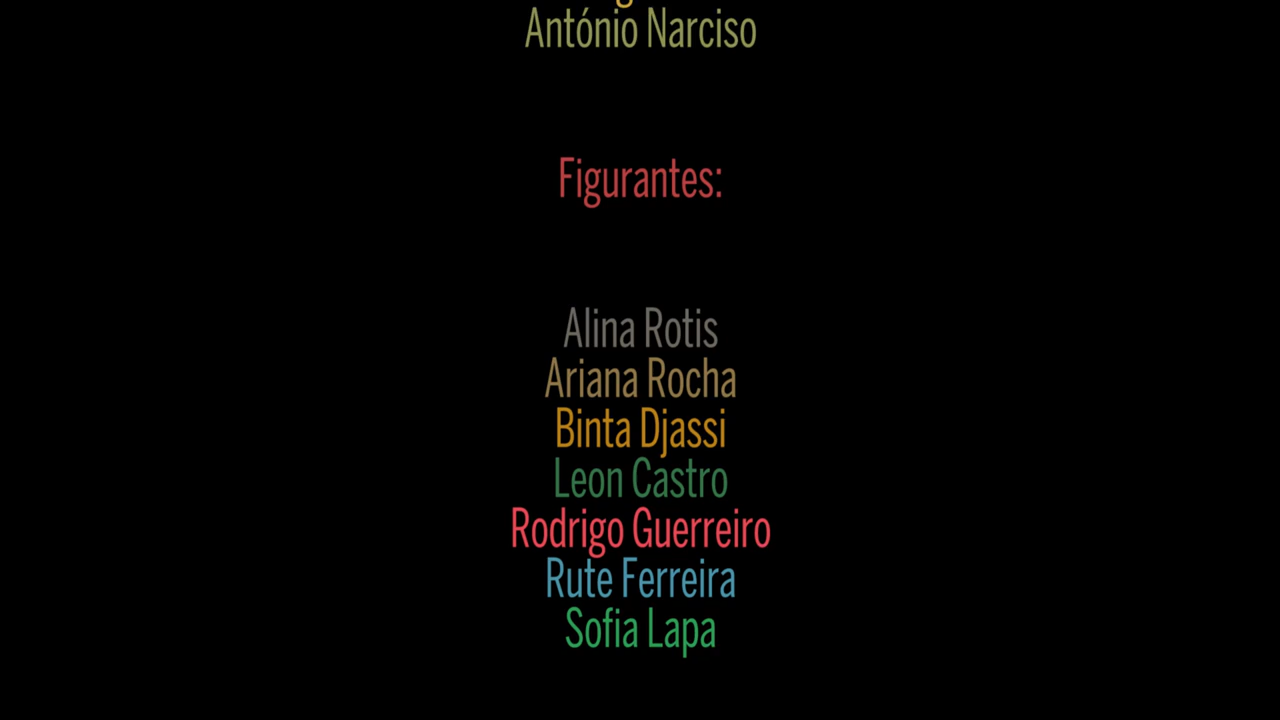 António Narciso
Figurantes:
Alina Rotis
Ariana Rocha
Binta Djassi
Leon Castro
Rodrigo Guerreiro
Rute Ferreira
Sofia Lapa